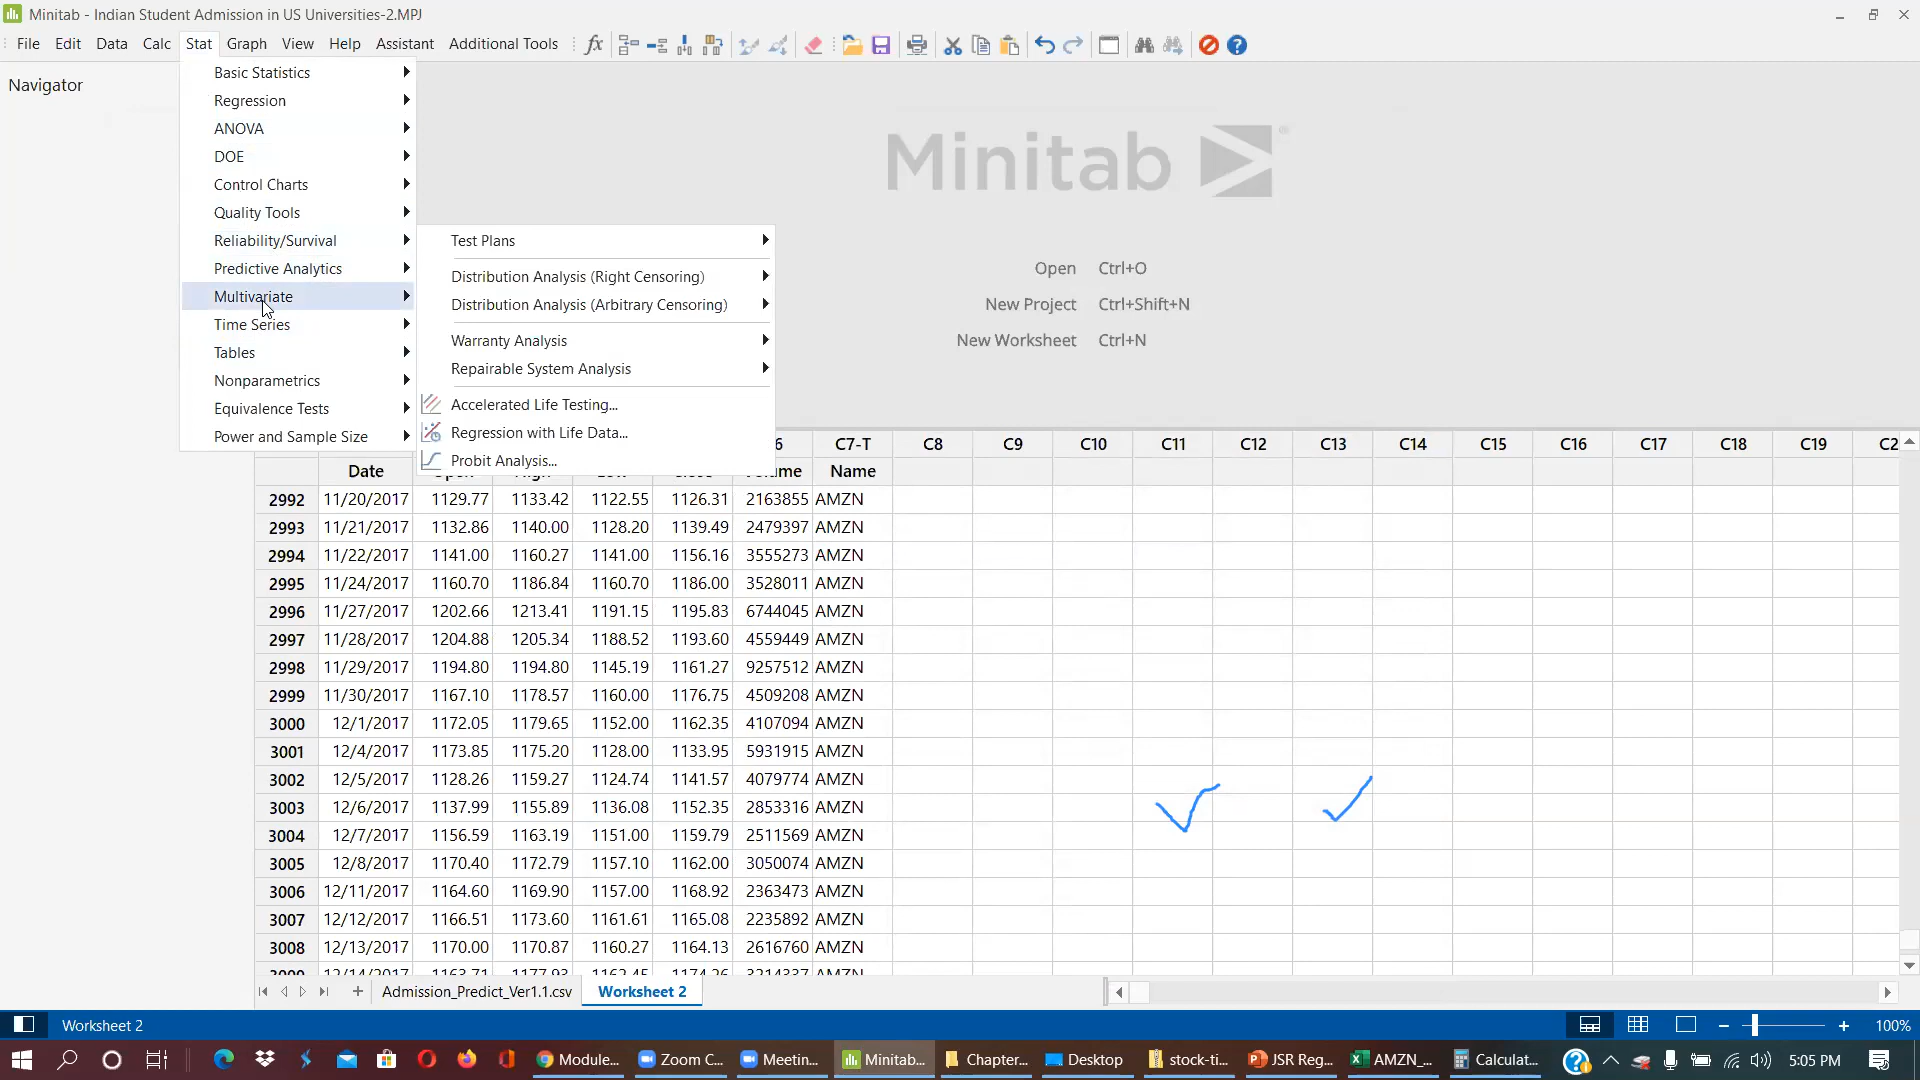 Minitab - Indian Student Admission in US Universities-2.MPJ
File Edit Data Calc Stat Graph View Help Assistant Additional Tools
Navigator
Basic Statistics
Regression
ANOVA
DOE
Control Charts
Quality Tools
Reliability/Survival
Predictive Analytics
Multivariate
Time Series
Tables
Nonparametrics
Equivalence Tests
Power and Sample Size
Test Plans
Distribution Analysis (Right Censoring)
Distribution Analysis (Arbitrary Censoring)
Warranty Analysis
Repairable System Analysis
Accelerated Life Testing...
Regression with Life Data...
Probit Analysis...
Minitab
Open Ctrl+O
New Project Ctrl+Shift+N
New Worksheet Ctrl+N
C7-T C8 C9 C10 C11 C12 C13 C14 C15 C16 C17 C18 C19 C2
Date Name
2992 11/20/2017 1129.77 1133.42 1122.55 1126.31 2163855 AMZN
2993 11/21/2017 1132.86 1140.00 1128.20 1139.49 2479397 AMZN
2994 11/22/2017 1141.00 1160.27 1141.00 1156.16 3555273 AMZN
2995 11/24/2017 1160.70 1186.84 1160.70 1186.00 3528011 AMZN
2996 11/27/2017 1202.66 1213.41 1191.15 1195.83 6744045 AMZN
2997 11/28/2017 1204.88 1205.34 1188.52 1193.60 4559449 AMZN
2998 11/29/2017 1194.80 1194.80 1145.19 1161.27 9257512 AMZN
2999 11/30/2017 1167.10 1178.57 1160.00 1176.75 4509208 AMZN
3000 12/1/2017 1172.05 1179.65 1152.00 1162.35 4107094 AMZN
3001 12/4/2017 1173.85 1175.20 1128.00 1133.95 5931915 AMZN
3002 12/5/2017 1128.26 1159.27 1124.74 1141.57 4079774 AMZN
3003 12/6/2017 1137.99 1155.89 1136.08 1152.35 2853316 AMZN
3004 12/7/2017 1156.59 1163.19 1151.00 1159.79 2511569 AMZN
3005 12/8/2017 1170.40 1172.79 1157.10 1162.00 3050074 AMZN
3006 12/11/2017 1164.60 1169.90 1157.00 1168.92 2363473 AMZN
3007 12/12/2017 1166.51 1173.60 1161.61 1165.08 2235892 AMZN
3008 12/13/2017 1170.00 1170.87 1160.27 1164.13 2616760 AMZN
Admission_Predict_Ver1.1.csv Worksheet 2
Worksheet 2 100%
Module... Zoom C... Meetin... Minitab... Chapter... Desktop stock-ti... JSR Reg... AMZN_... Calculat... 5:05 PM